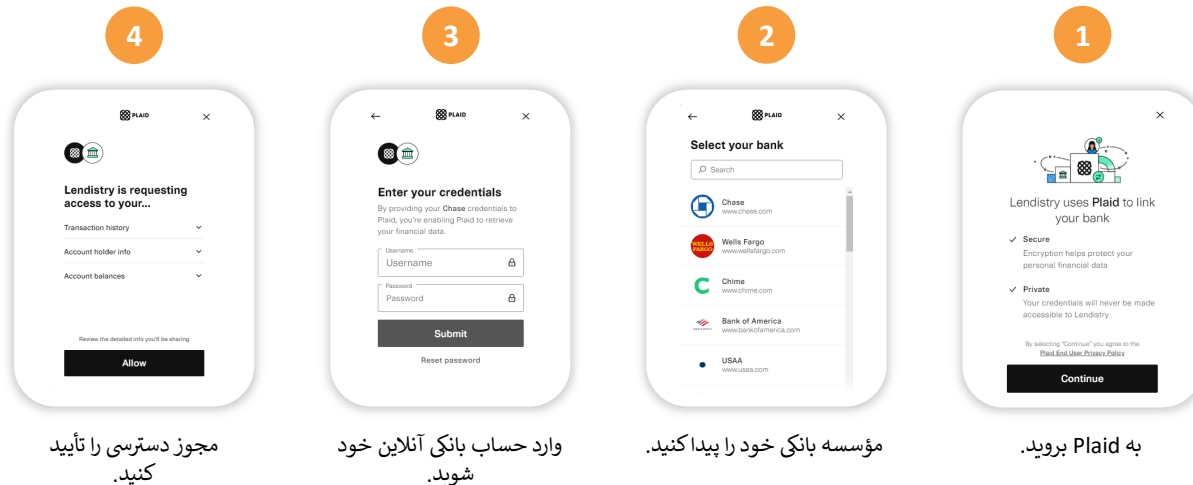 1
Lendistry uses Plaid to link
your bank
Secure
Encryption helps protect your
personal financial data
Private
Your credentials will never be made
accessible to Lendistry
By selecting "Continue" you agree to the
Plaid End User Privacy Policy
Continue
به Plaid بروید.
2
PLAID
Select your bank
Search
Chase
www.chase.com
WELLS
FARGO
Wells Fargo
www.wellsfargo.com
Chime
www.chime.com
Bank of America
www.bankofamerica.com
USAA
www.usaa.com
مؤسسه بانکی خود را پیدا کنید.
3
PLAID
Enter your credentials
By providing your Chase credentials to
Plaid, you're enabling Plaid to retrieve
your financial data.
Username
Username
Password
Password
Submit
Reset password
وارد حساب بانکی آنلاین خود
شوید.
4
PLAID
Lendistry is requesting
access to your...
Transaction history
Account holder info
Account balances
Review the detailed info you'll be sharing
Allow
مجوز دسترسی را تأیید
کنید.